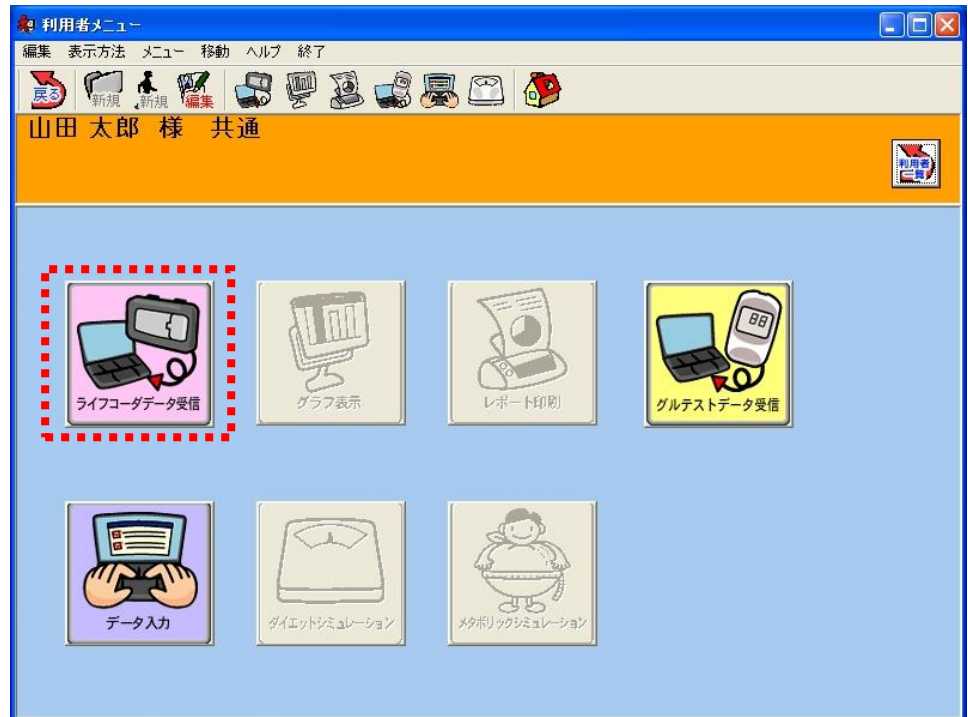 利用者メニュー
編集 表示方法 メニュー 移動 ヘルプ 終了
戻る 新規 新規 編集
山田 太郎 様 共通
利用者
一覧
ライフコーダデータ受信 グラフ表示 レポート印刷 グルテストデータ受信
データ入力 ダイエットシミュレーション メタボリックシミュレーション